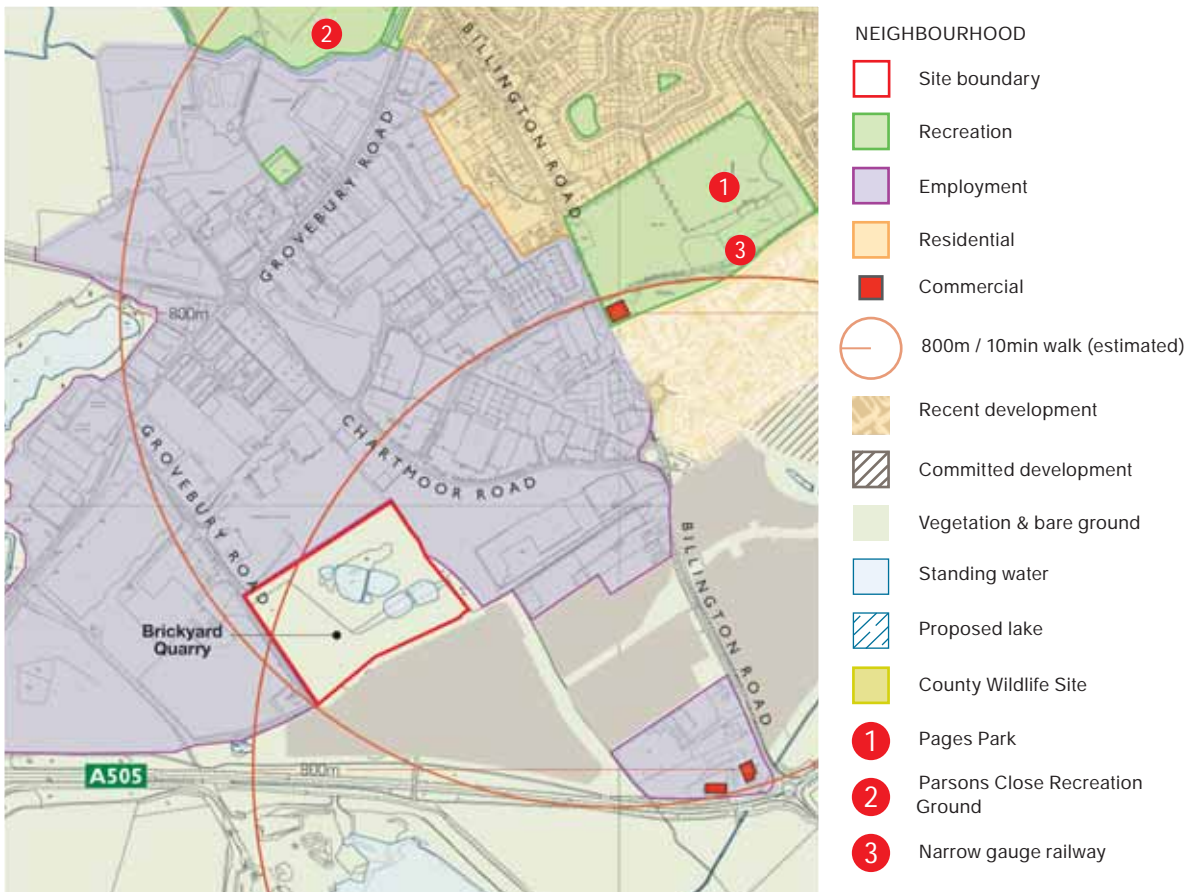 2
BILLINGTON ROAD
GROVEBURY ROAD
1
3
800m
CHARTMOOR ROAD
GROVEBURY ROAD
BILLINGTON ROAD
Brickyard
Quarry
A505
800m
NEIGHBOURHOOD
Site boundary
Recreation
Employment
Residential
Commercial
800m / 10min walk (estimated)
Recent development
Committed development
Vegetation & bare ground
Standing water
Proposed lake
County Wildlife Site
1 Pages Park
2 Parsons Close Recreation
Ground
3 Narrow gauge railway